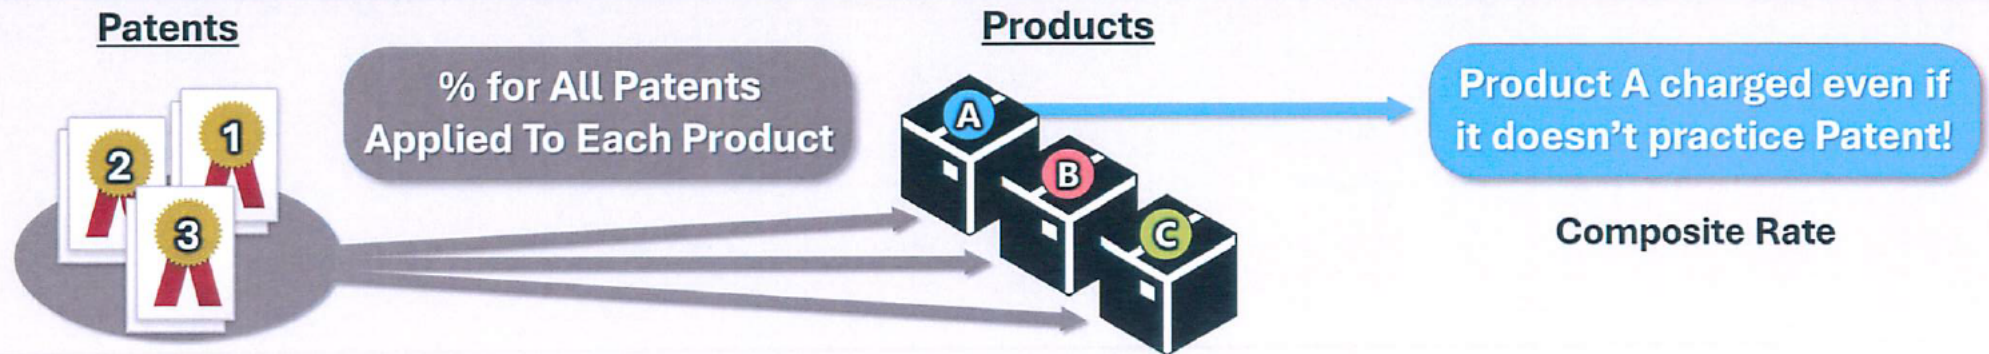 Patents
Products
% for All Patents
Applied To Each Product
Product A charged even if
it doesn't practice Patent!
1
2
3
A
B
C
Composite Rate